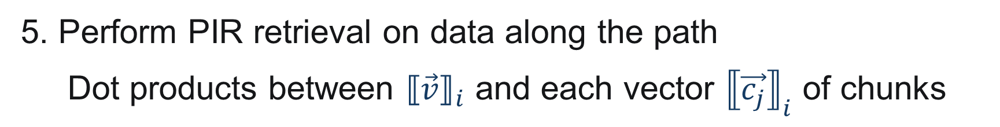 5. Perform PIR retrieval on data along the path
Dot products between ⟦v⃗⟧ᵢ and each vector ⟦c⃗ⱼ⟧ᵢ of chunks